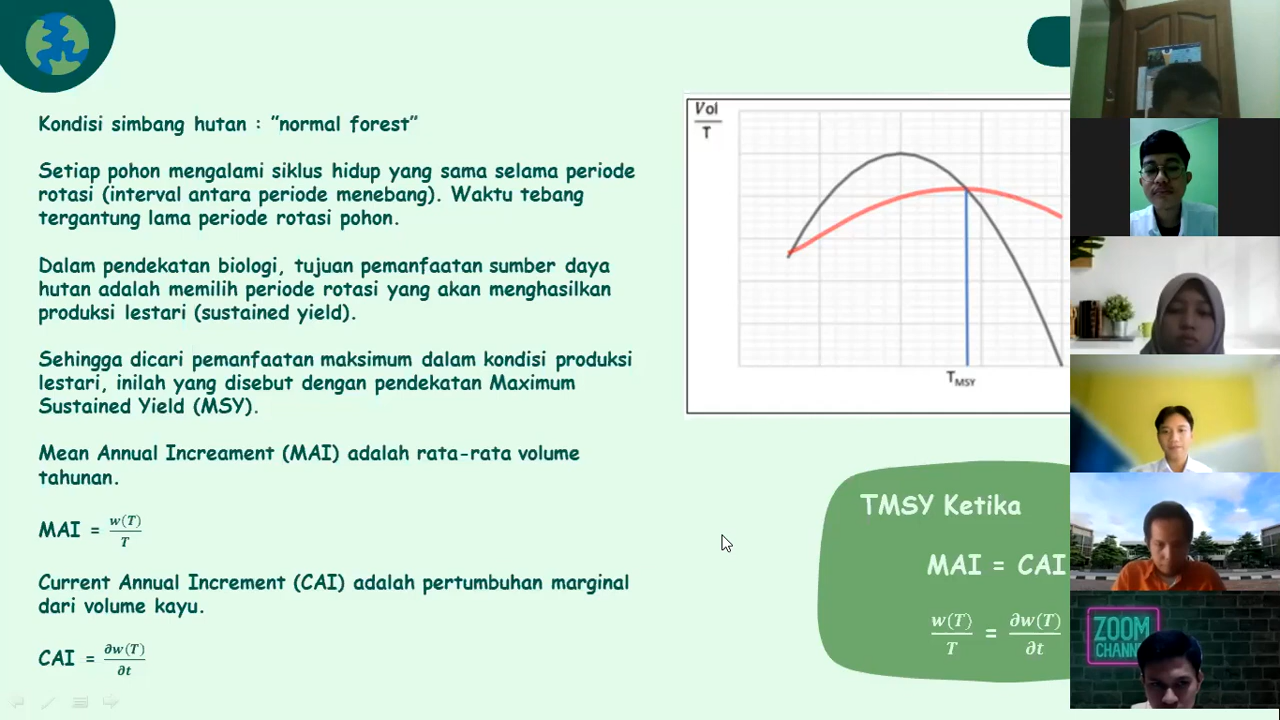 Kondisi simbang hutan : ”normal forest”
Setiap pohon mengalami siklus hidup yang sama selama periode
rotasi (interval antara periode menebang). Waktu tebang
tergantung lama periode rotasi pohon.
Dalam pendekatan biologi, tujuan pemanfaatan sumber daya
hutan adalah memilih periode rotasi yang akan menghasilkan
produksi lestari (sustained yield).
Sehingga dicari pemanfaatan maksimum dalam kondisi produksi
lestari, inilah yang disebut dengan pendekatan Maximum
Sustained Yield (MSY).
Mean Annual Increament (MAI) adalah rata-rata volume
tahunan.
MAI = w(T)/T
Current Annual Increment (CAI) adalah pertumbuhan marginal
dari volume kayu.
CAI = ∂w(T)/∂t
Vol
T
TMSY
TMSY Ketika
MAI = CAI
w(T)/T = ∂w(T)/∂t
ZOOM
CHANN